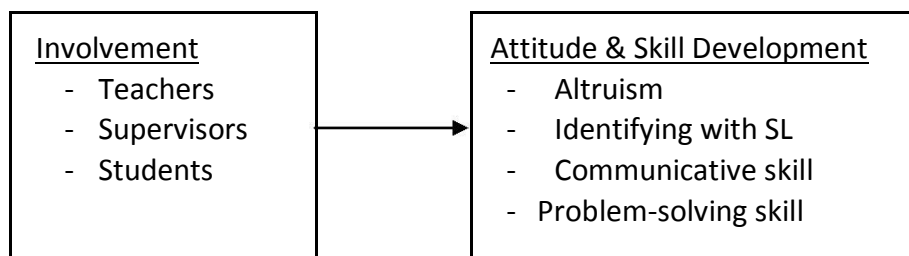 Involvement
- Teachers
- Supervisors
- Students
Attitude & Skill Development
- Altruism
- Identifying with SL
- Communicative skill
- Problem-solving skill